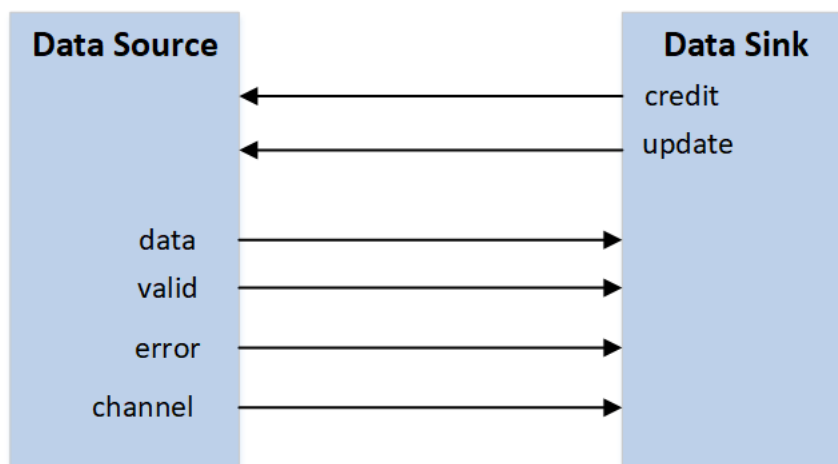 Data Source
Data Sink
credit
update
data
valid
error
channel